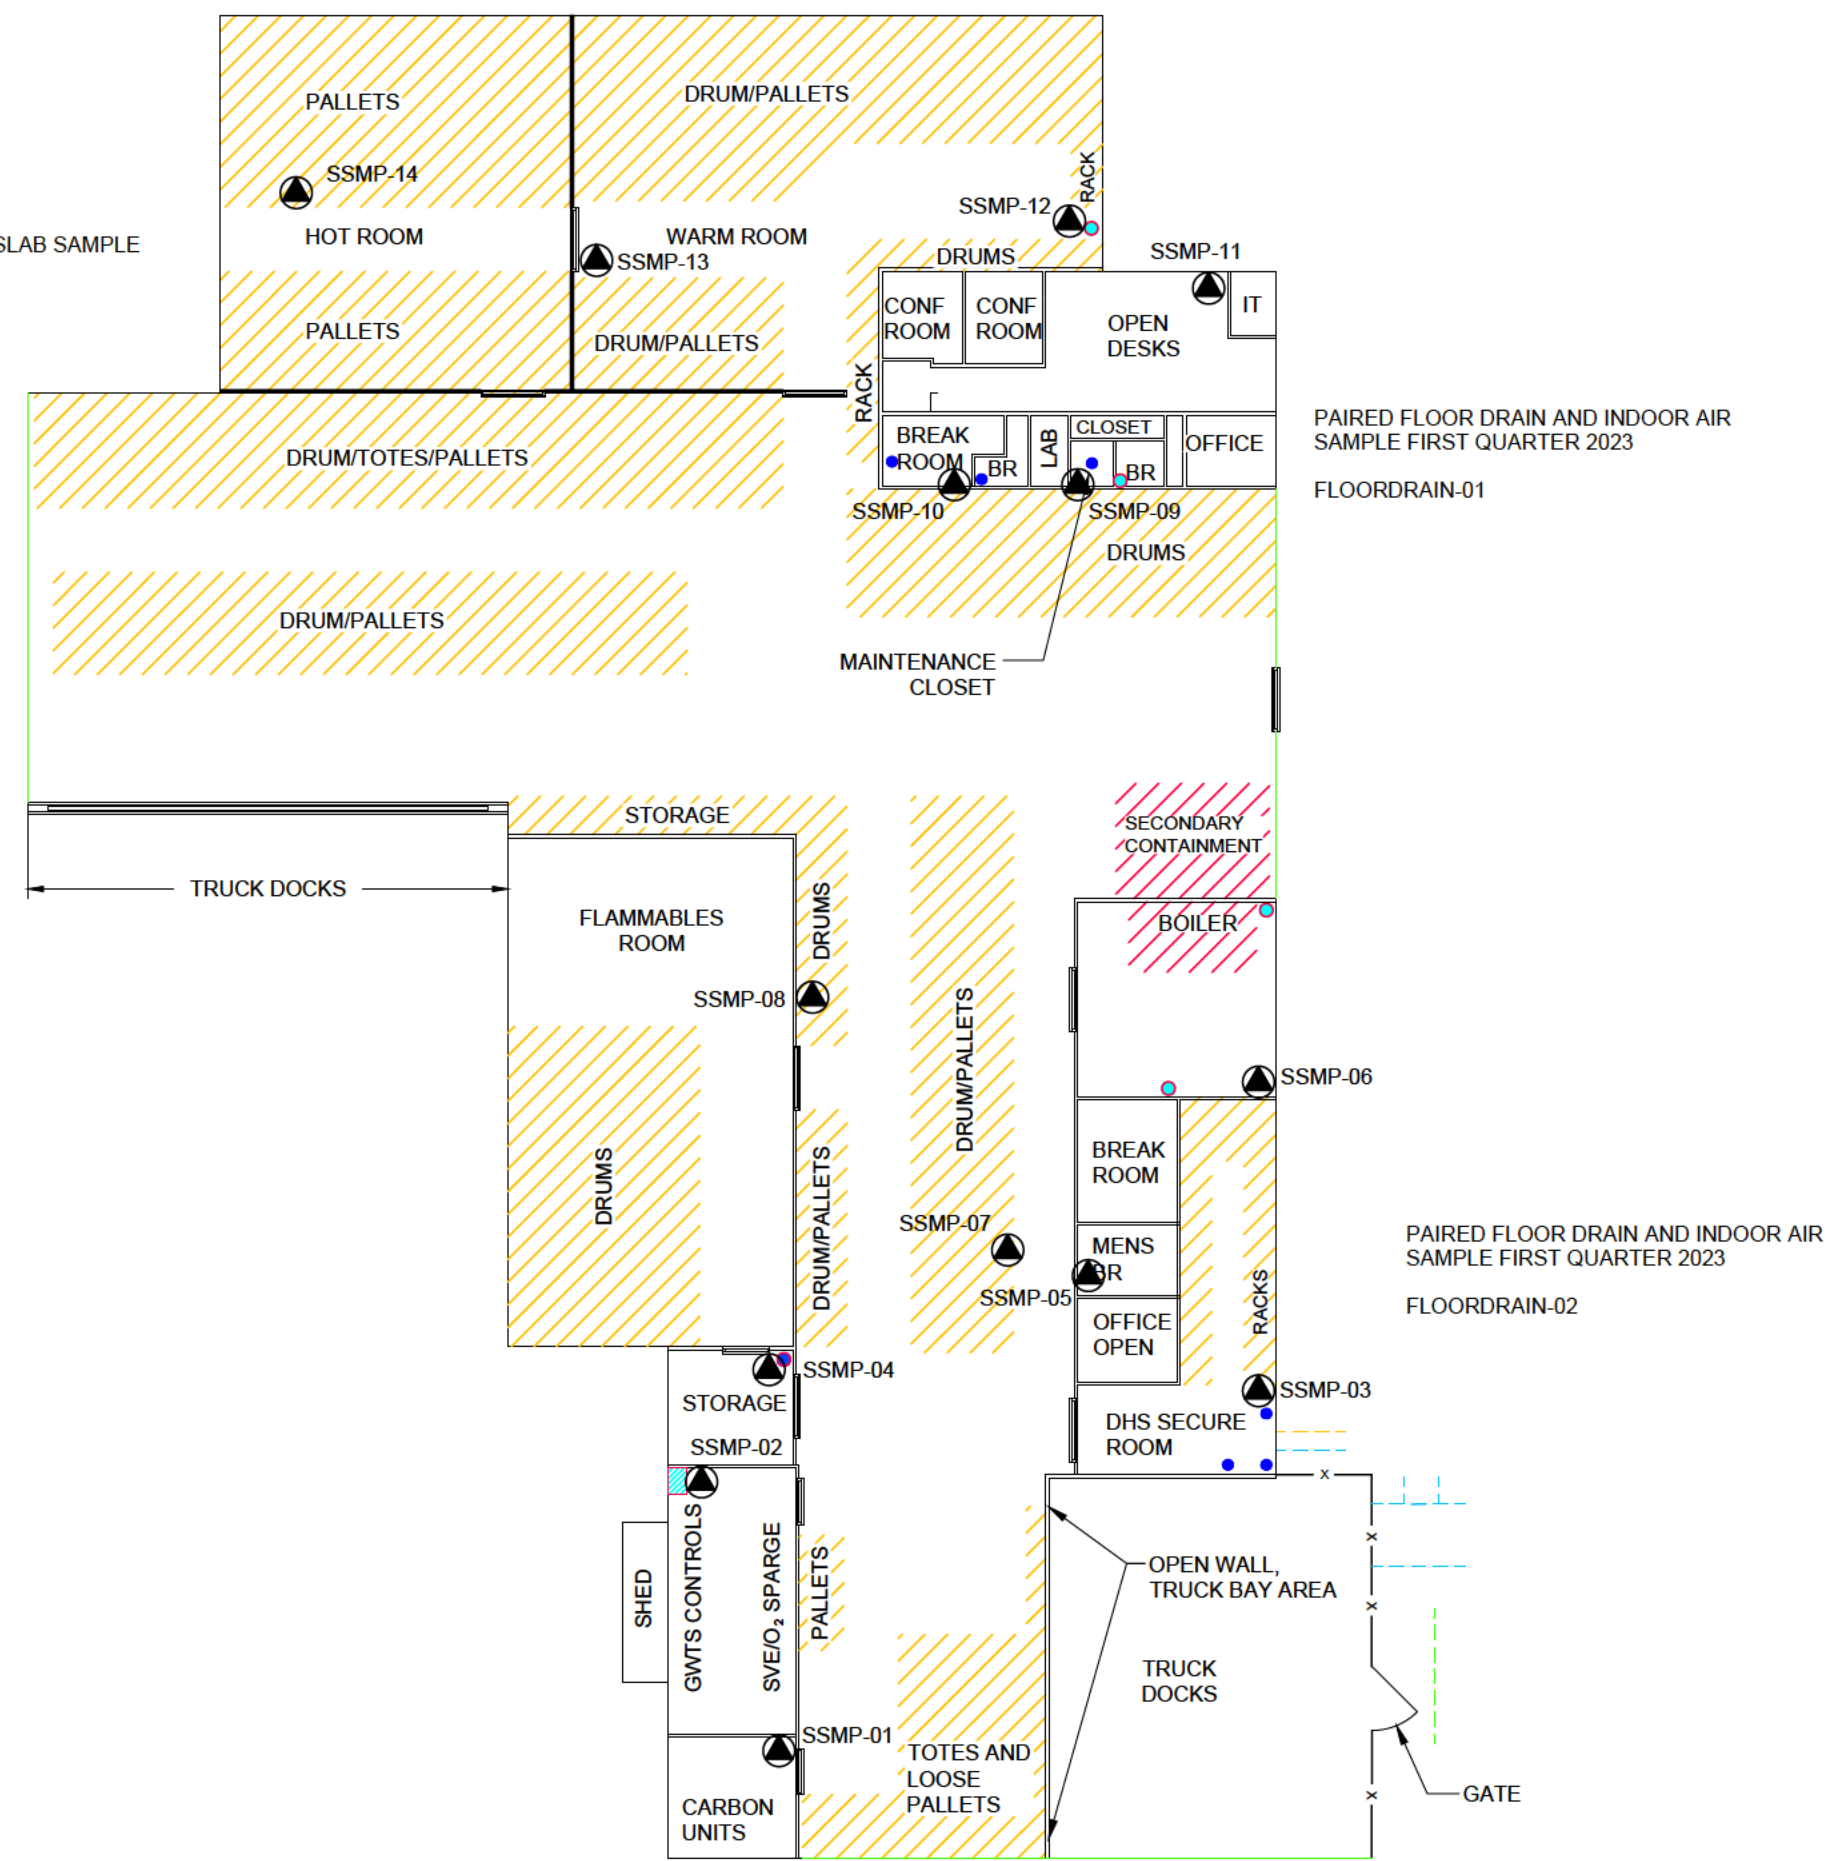 PALLETS
DRUM/PALLETS
SSMP-14
RACK
SSMP-12
SLAB SAMPLE
HOT ROOM
WARM ROOM
SSMP-13
DRUMS
SSMP-11
CONF
ROOM
CONF
ROOM
IT
OPEN
DESKS
PALLETS
DRUM/PALLETS
RACK
PAIRED FLOOR DRAIN AND INDOOR AIR
SAMPLE FIRST QUARTER 2023
FLOORDRAIN-01
BREAK
ROOM
BR
LAB
CLOSET
BR
OFFICE
DRUM/TOTES/PALLETS
SSMP-10
SSMP-09
DRUMS
DRUM/PALLETS
MAINTENANCE
CLOSET
STORAGE
SECONDARY
CONTAINMENT
TRUCK DOCKS
FLAMMABLES
ROOM
DRUMS
BOILER
SSMP-08
DRUM/PALLETS
SSMP-06
BREAK
ROOM
DRUMS
DRUM/PALLETS
SSMP-07
MENS
BR
SSMP-05
RACKS
PAIRED FLOOR DRAIN AND INDOOR AIR
SAMPLE FIRST QUARTER 2023
FLOORDRAIN-02
OFFICE
OPEN
SSMP-04
SSMP-03
STORAGE
DHS SECURE
ROOM
SSMP-02
X
X
X
X
SHED
GWTS CONTROLS
SVE/O₂ SPARGE
PALLETS
OPEN WALL,
TRUCK BAY AREA
TRUCK
DOCKS
SSMP-01
TOTES AND
LOOSE
PALLETS
GATE
CARBON
UNITS